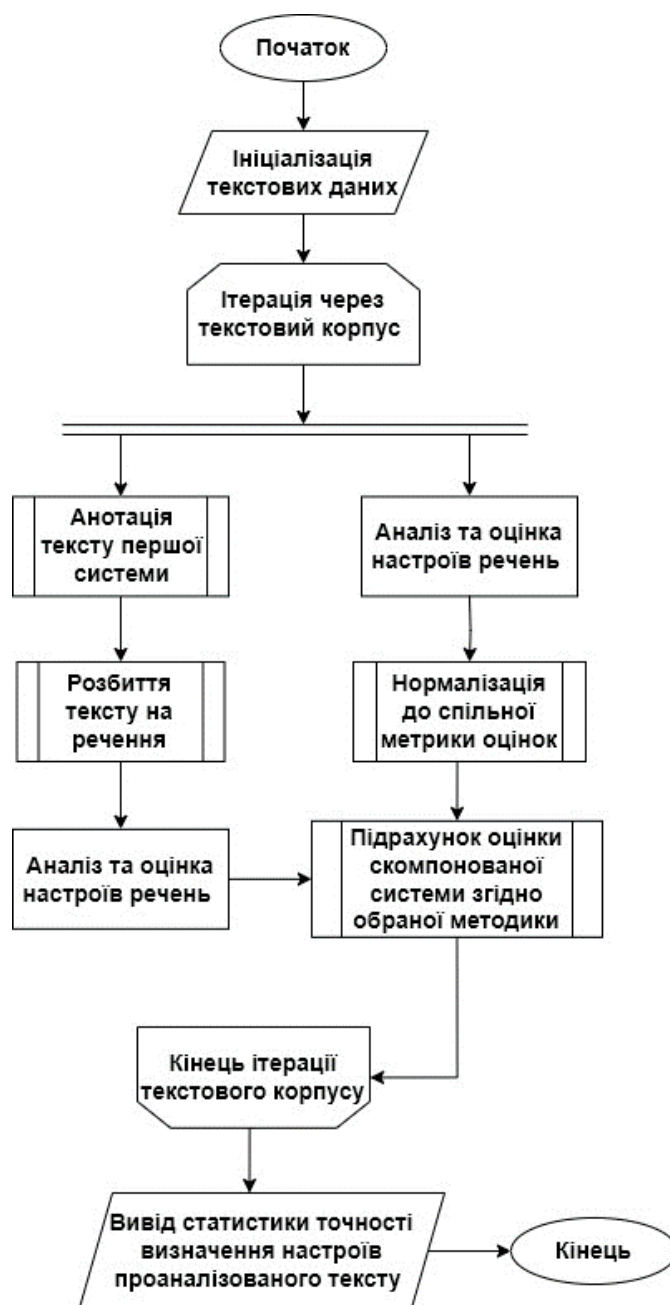 Початок
Ініціалізація
текстових даних
Ітерація через
текстовий корпус
Анотація
тексту першої
системи
Аналіз та оцінка
настроїв речень
Розбиття
тексту на
речення
Нормалізація
до спільної
метрики оцінок
Аналіз та оцінка
настроїв речень
Підрахунок оцінки
скомпонованої
системи згідно
обраної методики
Кінець ітерації
текстового корпусу
Вивід статистики точності
визначення настроїв
проаналізованого тексту
Кінець